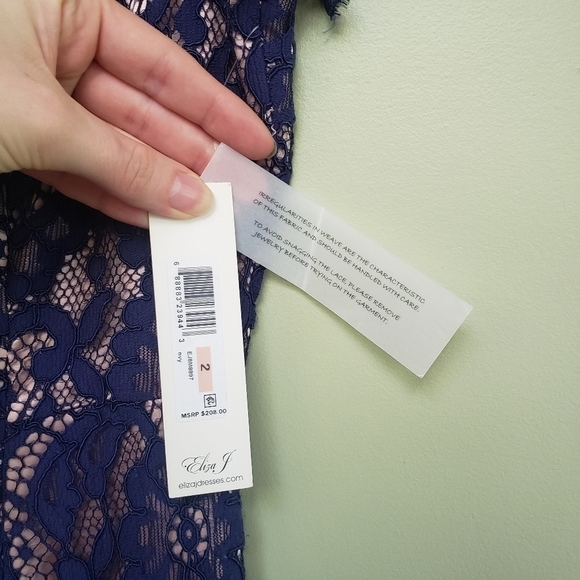 IRREGULARITIES IN WEAVE ARE THE CHARACTERISTIC
OF THIS FABRIC AND SHOULD BE HANDLED WITH CARE.
TO AVOID SNAGGING THE LACE, PLEASE REMOVE
JEWELRY BEFORE TRYING ON THE GARMENT.
6 88883 73944 3
2
nvy
MSRP $208.00
Eliza J
elizajdresses.com